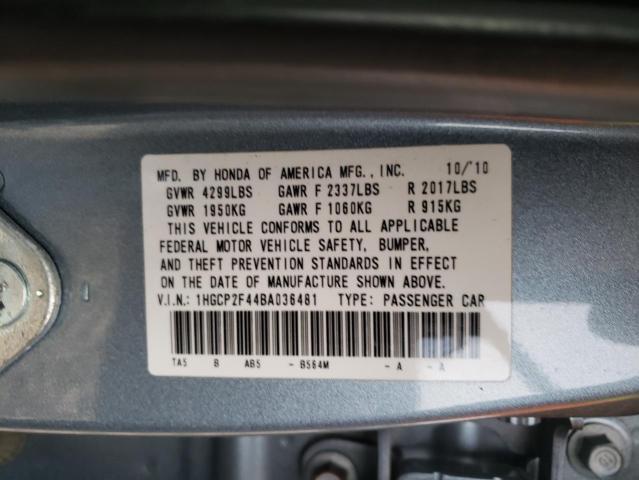 MFD. BY HONDA OF AMERICA MFG., INC. 10/'10
GVWR 4299LBS GAWR F 2337LBS R 2017LBS
GVWR 1950KG GAWR F 1060KG R 915KG
THIS VEHICLE CONFORMS TO ALL APPLICABLE
FEDERAL MOTOR VEHICLE SAFETY, BUMPER,
AND THEFT PREVENTION STANDARDS IN EFFECT
ON THE DATE OF MANUFACTURE SHOWN ABOVE.
V.I.N.: 1HGCP2F44BA036481 TYPE: PASSENGER CAR
TA5 B AB5 - B564M - A - A